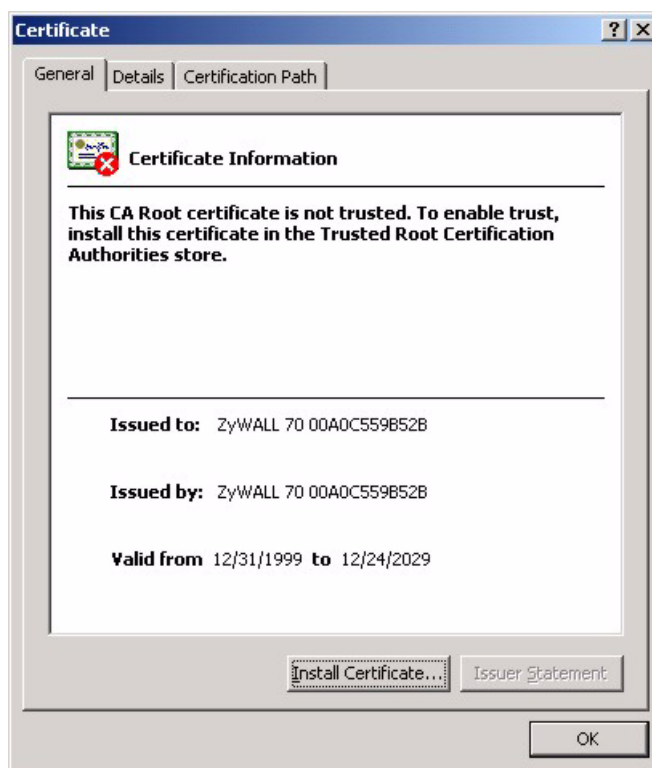 Certificate
General Details Certification Path
Certificate Information
This CA Root certificate is not trusted. To enable trust,
install this certificate in the Trusted Root Certification
Authorities store.
Issued to: ZyWALL 70 00A0C559B52B
Issued by: ZyWALL 70 00A0C559B52B
Valid from 12/31/1999 to 12/24/2029
Install Certificate... Issuer Statement
OK